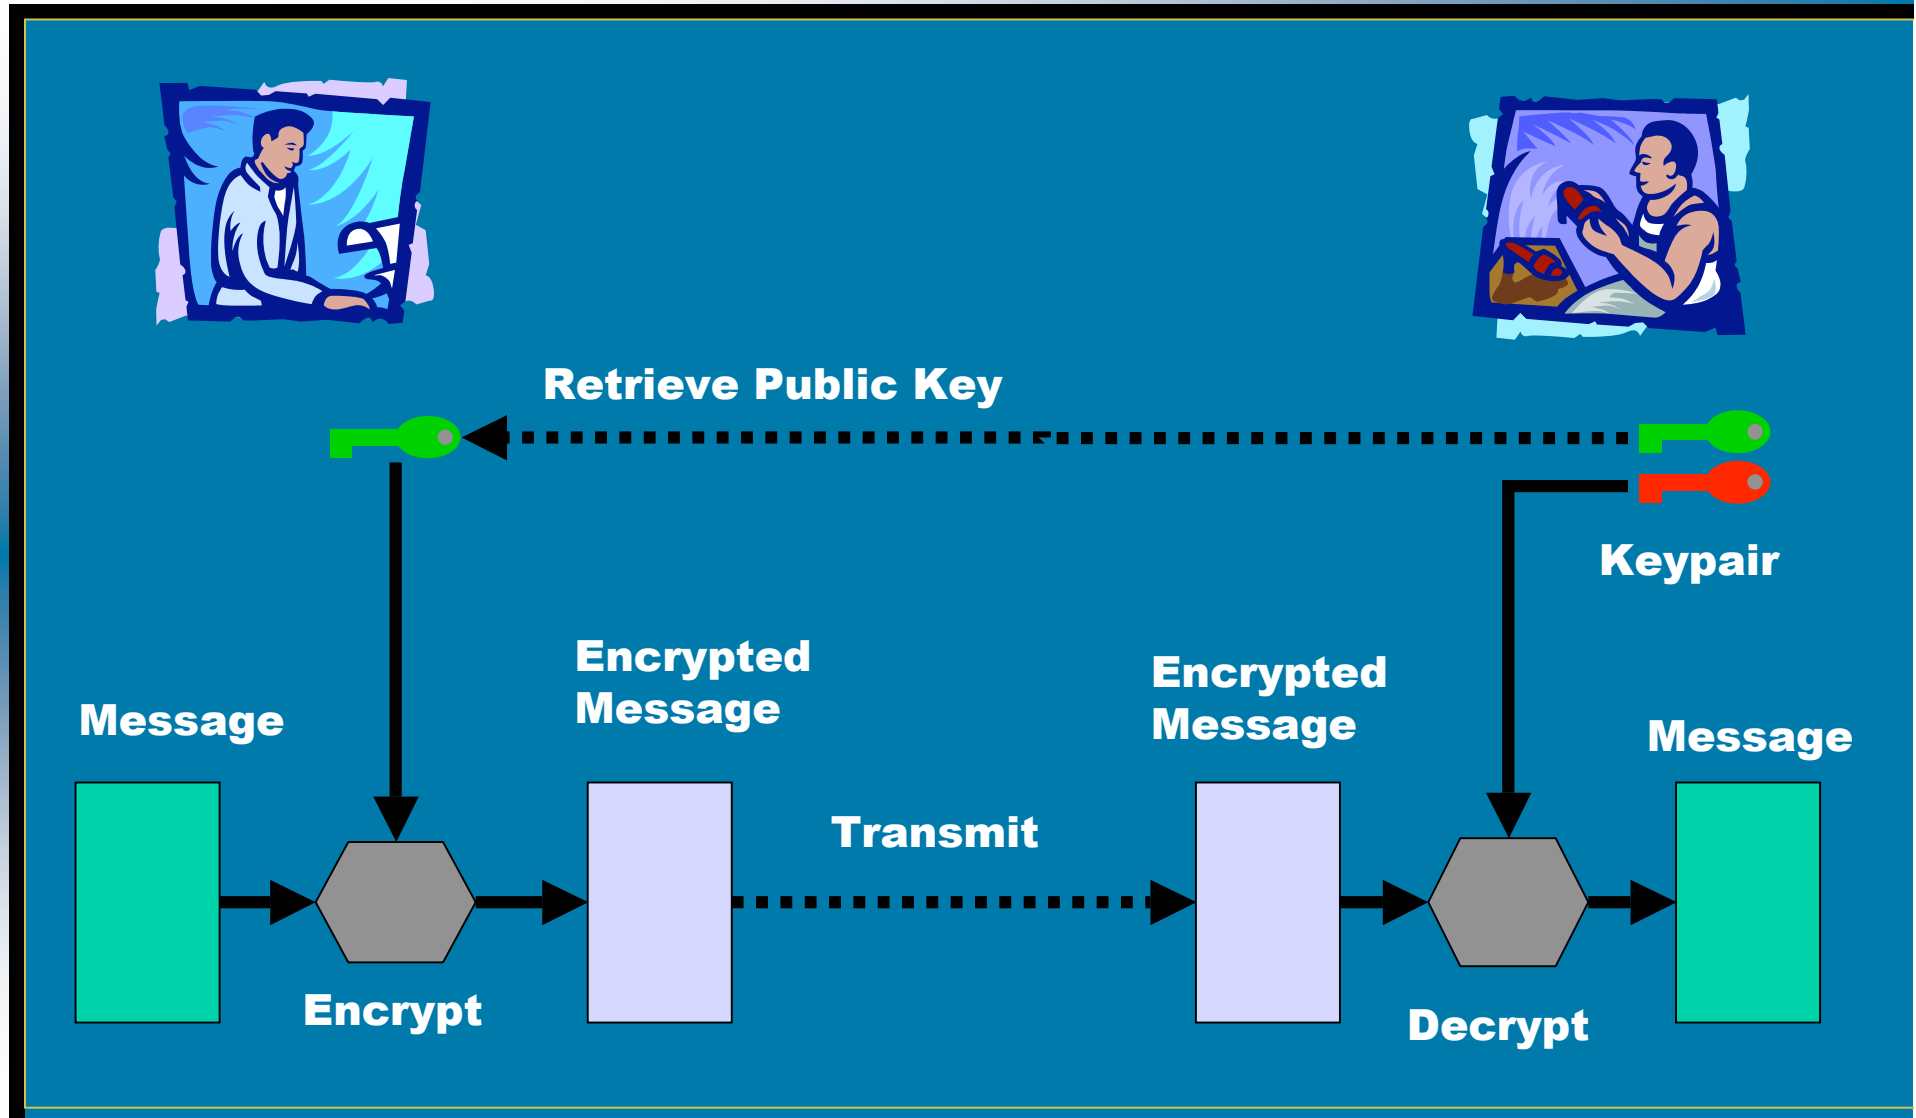 Retrieve Public Key
Keypair
Encrypted
Message
Encrypted
Message
Message
Message
Transmit
Encrypt
Decrypt